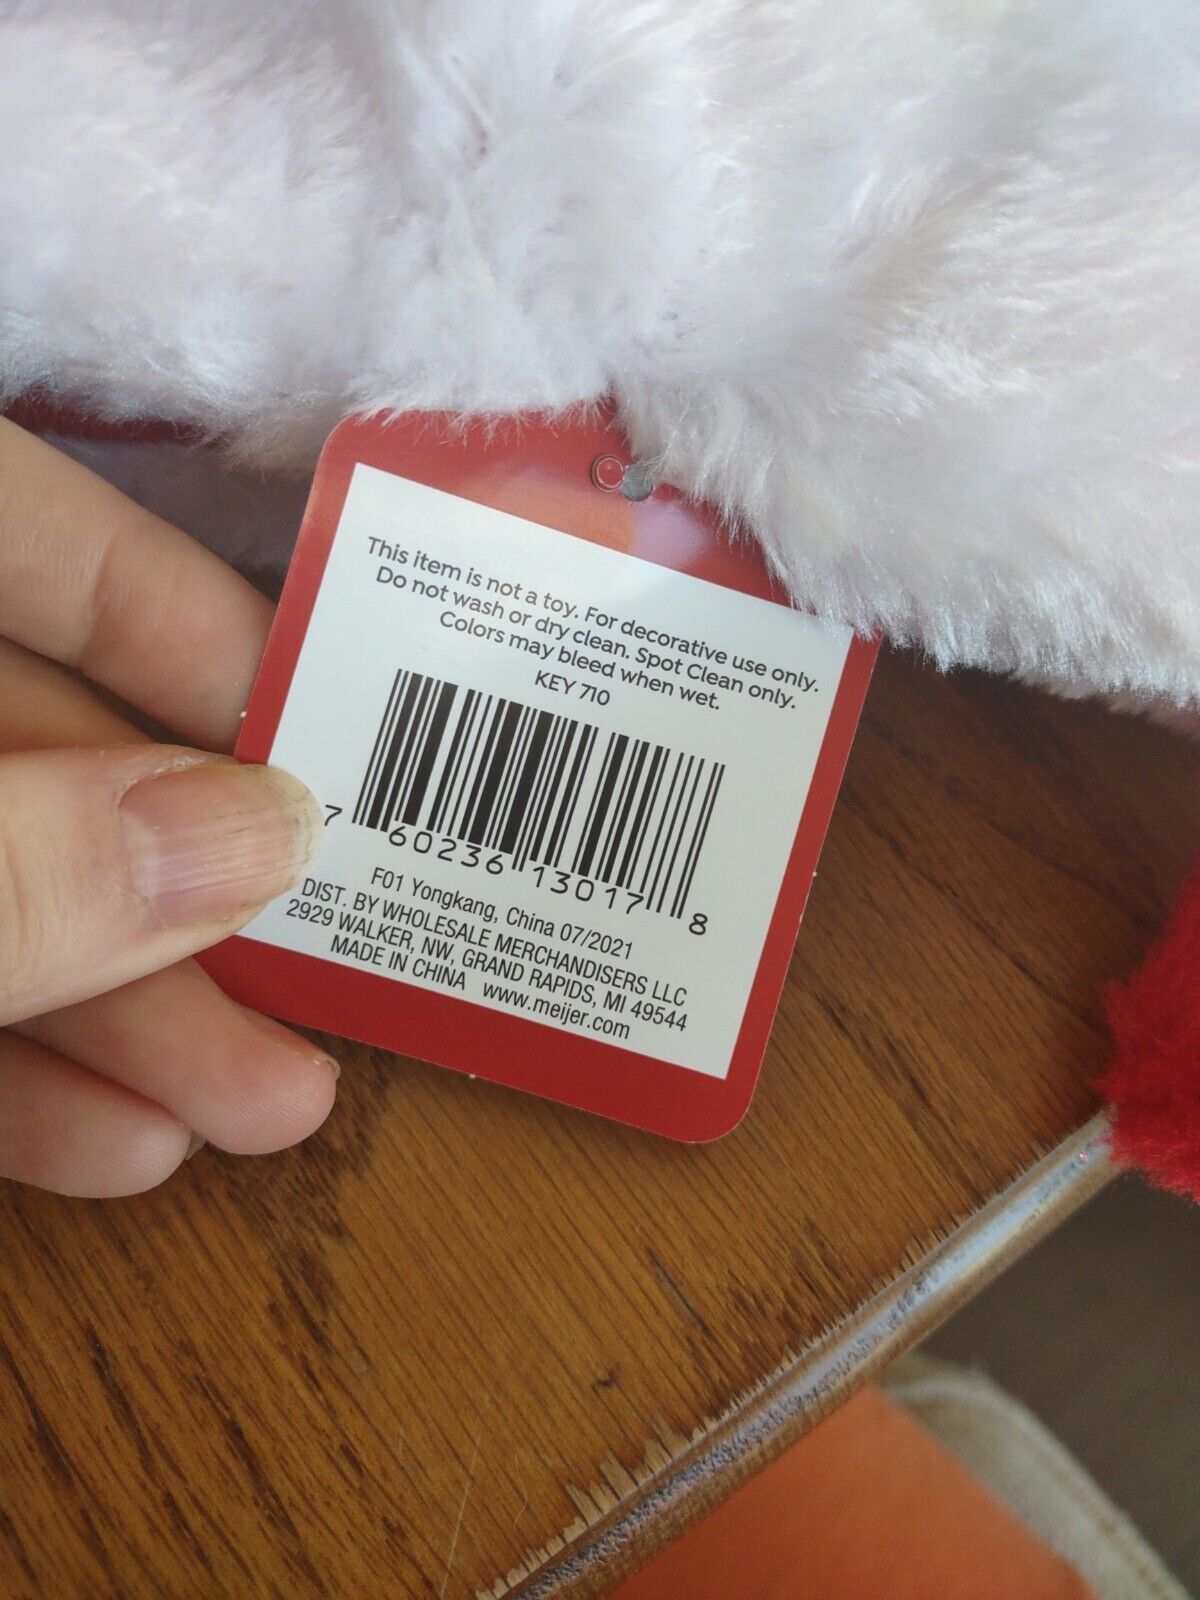 This item is not a toy. For decorative use only.
Do not wash or dry clean. Spot Clean only.
Colors may bleed when wet.
KEY 710
7 60236 13017 8
F01 Yongkang, China 07/2021
DIST. BY WHOLESALE MERCHANDISERS LLC
2929 WALKER, NW, GRAND RAPIDS, MI 49544
MADE IN CHINA www.meijer.com